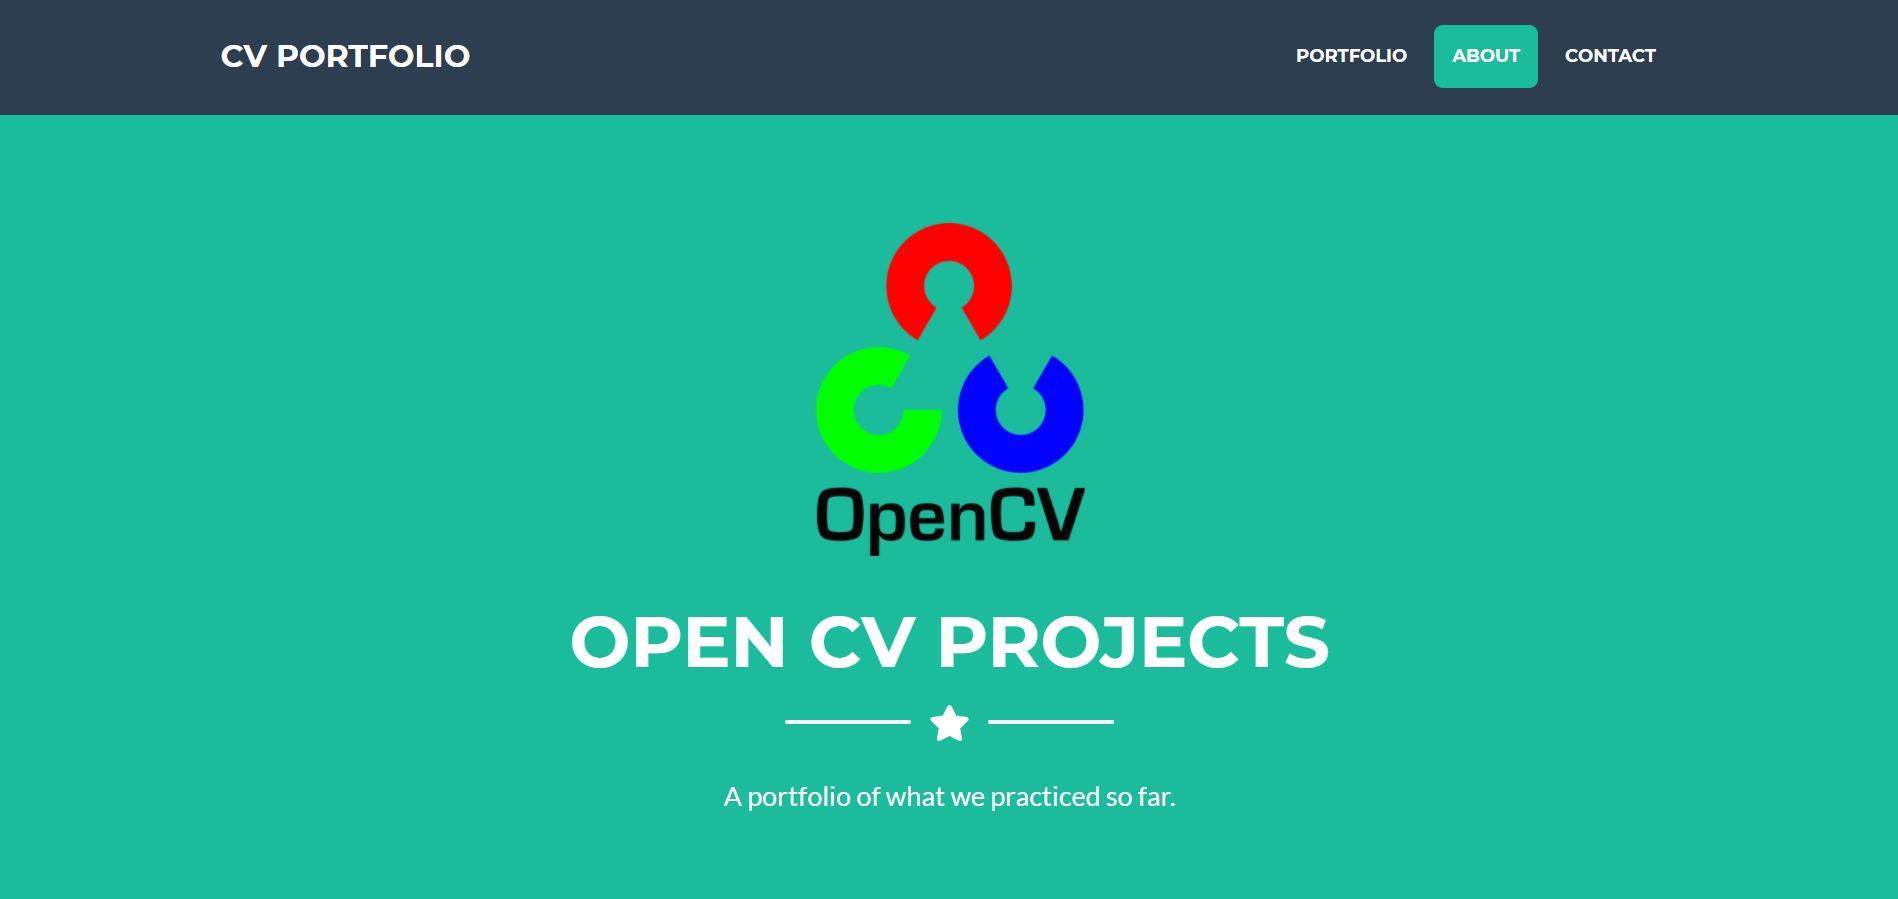 CV PORTFOLIO
PORTFOLIO
ABOUT
CONTACT
OpenCV
OPEN CV PROJECTS
A portfolio of what we practiced so far.